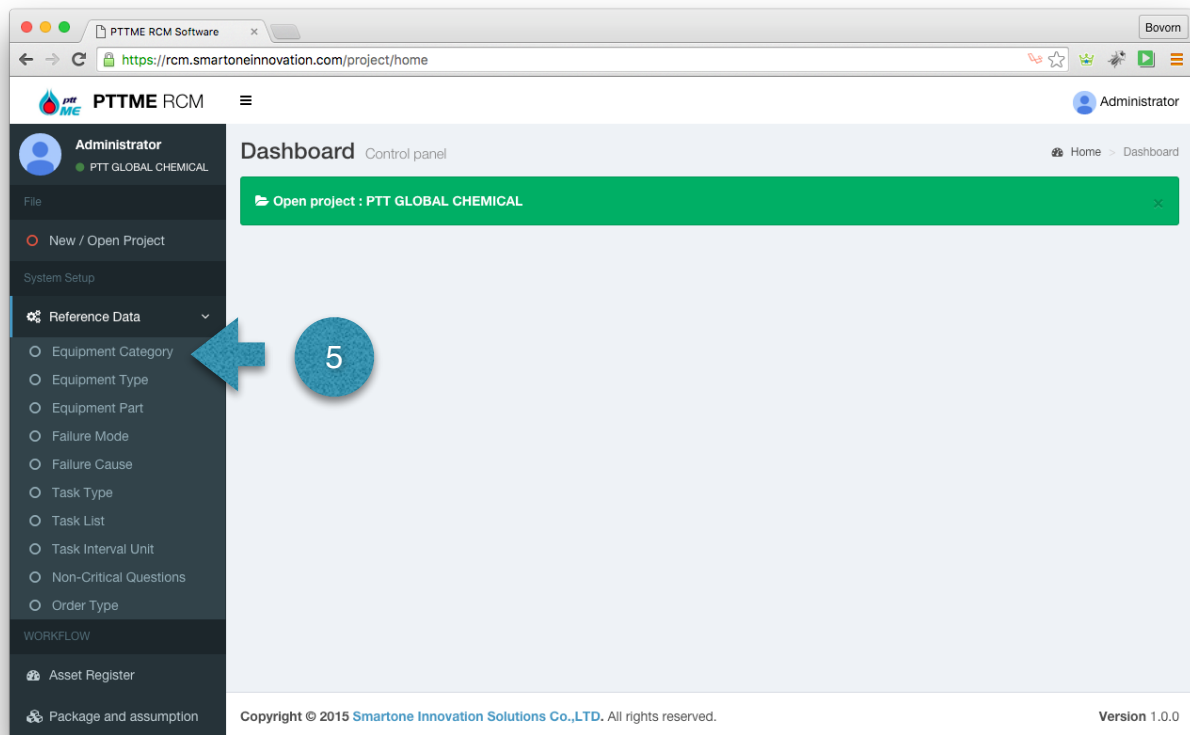 PTTME RCM Software
Bovorn
https://rcm.smartoneinnovation.com/project/home
ptt ME PTTME RCM
Administrator
Administrator
PTT GLOBAL CHEMICAL
Dashboard Control panel
Home > Dashboard
Open project : PTT GLOBAL CHEMICAL
×
File
New / Open Project
System Setup
Reference Data
Equipment Category
5
Equipment Type
Equipment Part
Failure Mode
Failure Cause
Task Type
Task List
Task Interval Unit
Non-Critical Questions
Order Type
WORKFLOW
Asset Register
Package and assumption
Copyright © 2015 Smartone Innovation Solutions Co.,LTD. All rights reserved.
Version 1.0.0